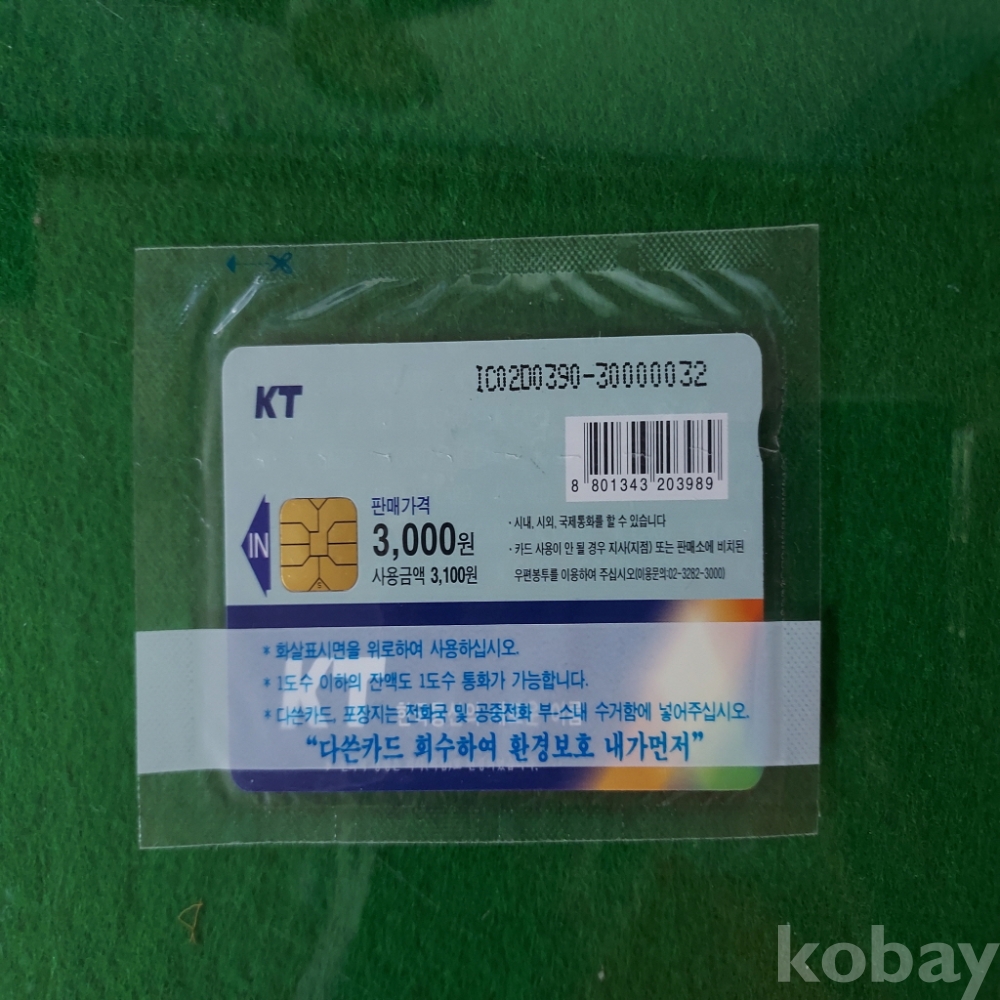 KT
IC02D0390-30000032
8 801343 203989
IN
판매가격
3,000원
사용금액 3,100원
· 시내, 시외, 국제통화를 할 수 있습니다
· 카드 사용이 안 될 경우 지사(지점) 또는 판매소에 비치된
우편봉투를 이용하여 주십시오(이용문의:02-3282-3000)
* 화살표시면을 위로하여 사용하십시오.
KT
* 1도수 이하의 잔액도 1도수 통화가 가능합니다.
* 다쓴카드, 포장지는 전화국 및 공중전화 부·스내 수거함에 넣어주십시오.
"다쓴카드 회수하여 환경보호 내가먼저"
kobay